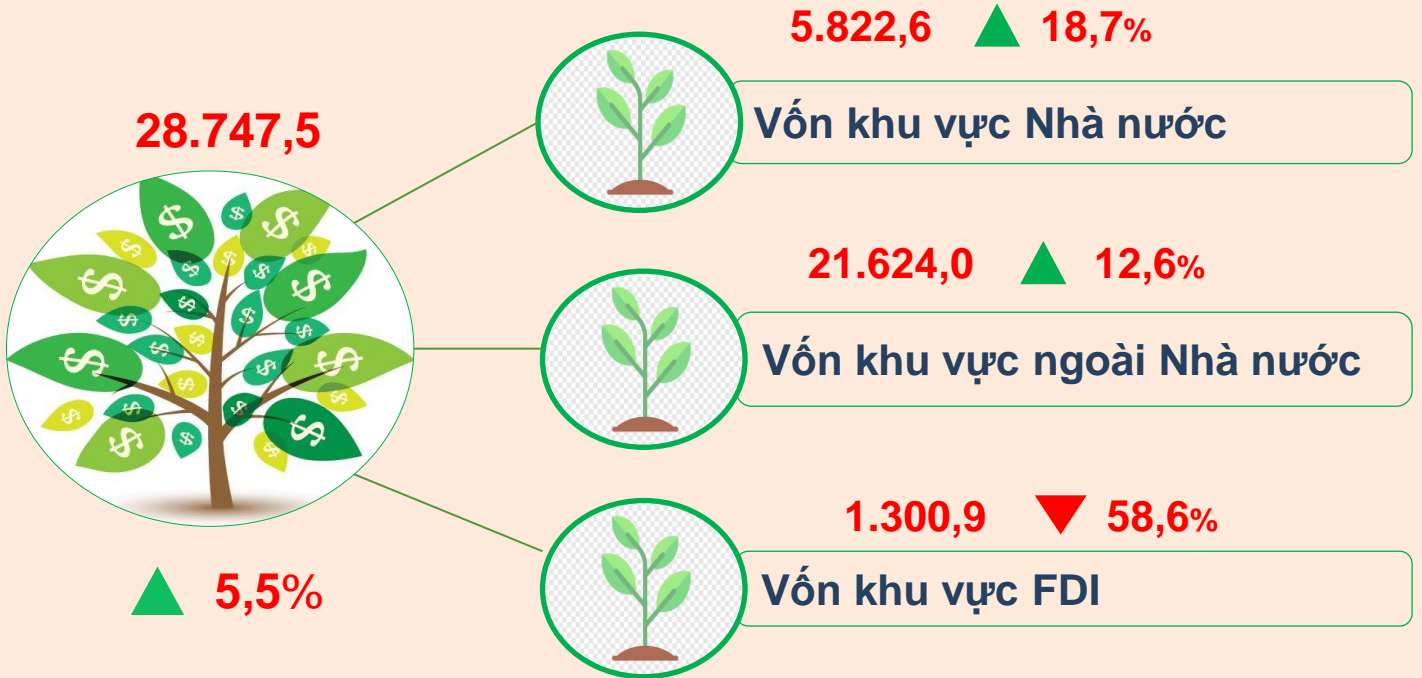 28.747,5
5,5%
5.822,6 18,7%
Vốn khu vực Nhà nước
21.624,0 12,6%
Vốn khu vực ngoài Nhà nước
1.300,9 58,6%
Vốn khu vực FDI